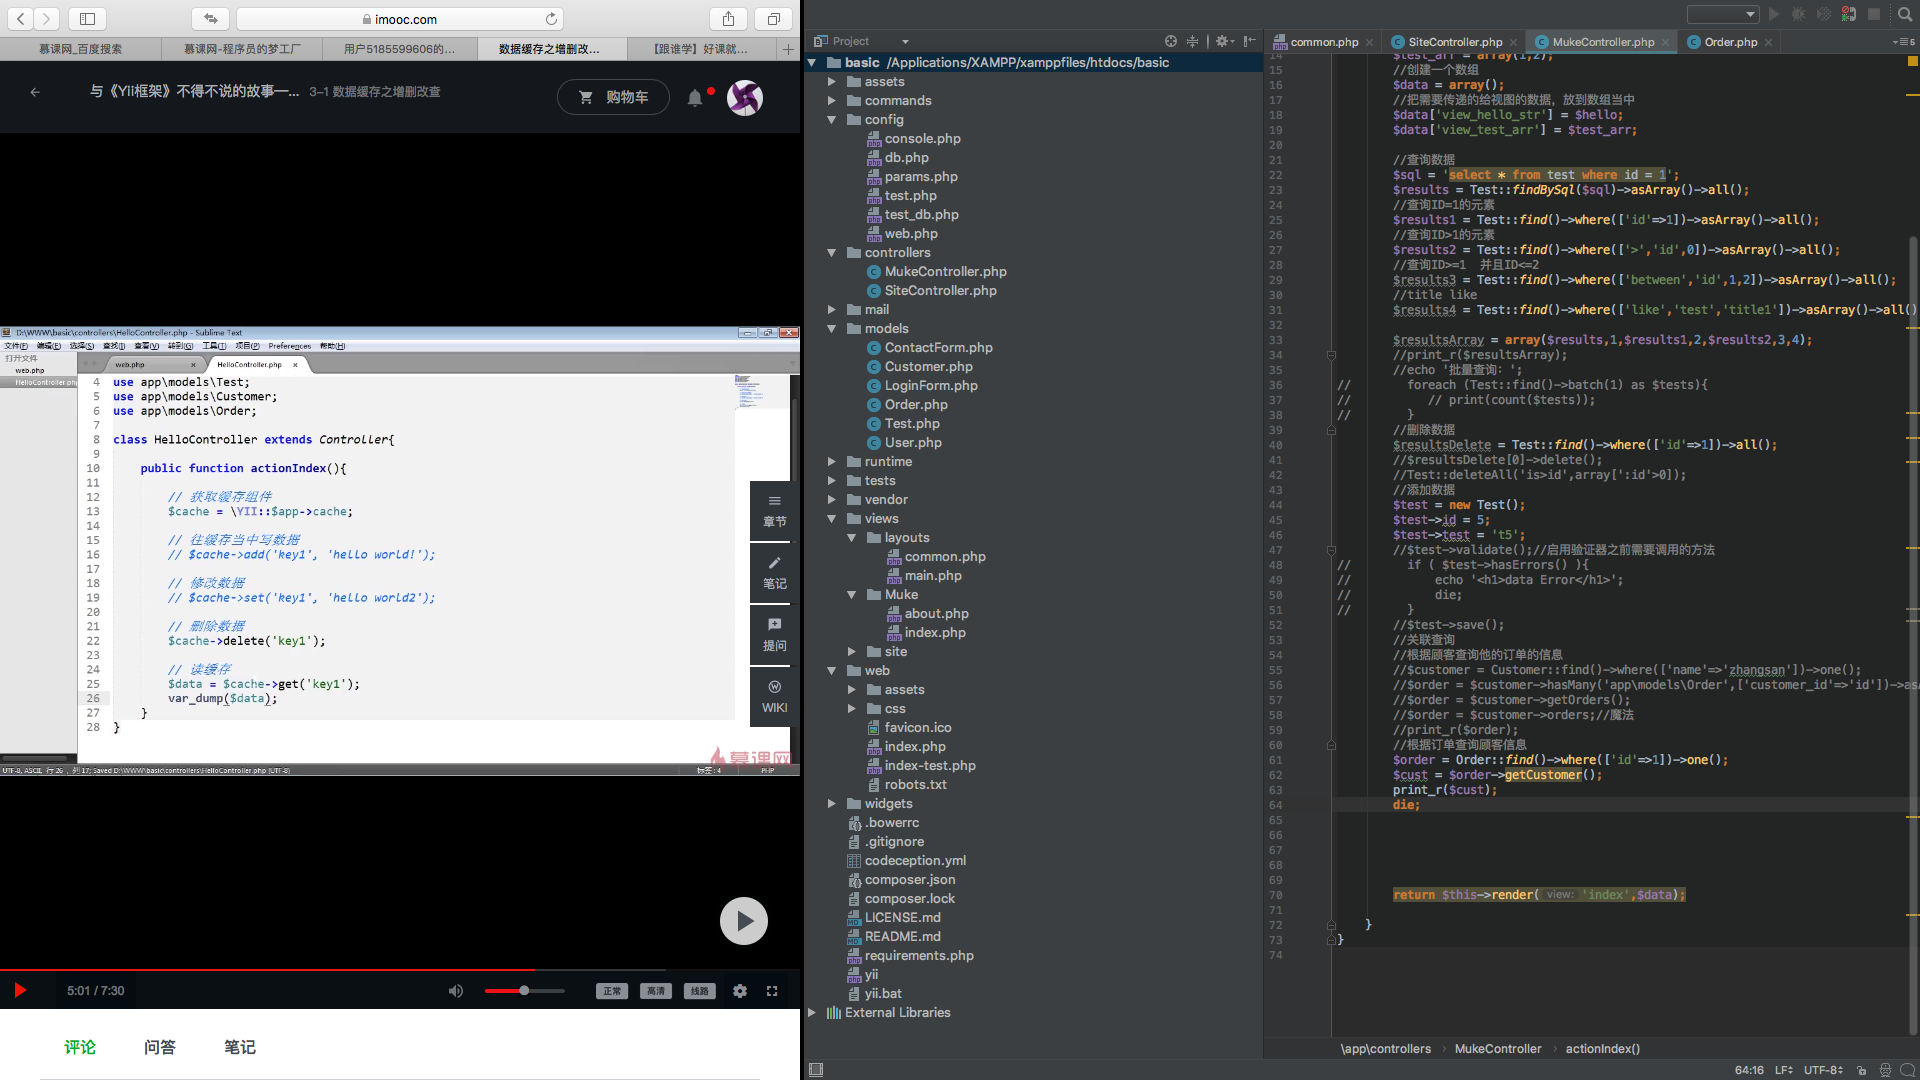 imooc.com
慕课网_百度搜索
慕课网-程序员的梦工厂
用户5185599606的...
数据缓存之增删改...
【跟谁学】好课就...
与《Yii框架》不得不说的故事—... 3-1 数据缓存之增删改查
购物车
D:\WWW\basic\controllers\HelloController.php - Sublime Text
文件(F) 编辑(E) 选择(S) 查找(I) 查看(V) 转到(G) 工具(T) 项目(P) Preferences 帮助(H)
打开文件
web.php
HelloController.php
web.php
HelloController.php
4 use app\models\Test;
5 use app\models\Customer;
6 use app\models\Order;
7
8 class HelloController extends Controller{
9
10 public function actionIndex(){
11
12 // 获取缓存组件
13 $cache = \YII::$app->cache;
14
15 // 往缓存当中写数据
16 // $cache->add('key1', 'hello world!');
17
18 // 修改数据
19 // $cache->set('key1', 'hello world2');
20
21 // 删除数据
22 $cache->delete('key1');
23
24 // 读缓存
25 $data = $cache->get('key1');
26 var_dump($data);
27 }
28 }
章节
笔记
提问
WIKI
慕课网
UTF-8, ASCII, 行 26 , 列 17; Saved D:\WWW\basic\controllers\HelloController.php (UTF-8)
标签: 4
PHP
5:01 / 7:30
正常
高清
线路
评论
问答
笔记
Project
basic /Applications/XAMPP/xamppfiles/htdocs/basic
assets
commands
config
console.php
db.php
params.php
test.php
test_db.php
web.php
controllers
MukeController.php
SiteController.php
mail
models
ContactForm.php
Customer.php
LoginForm.php
Order.php
Test.php
User.php
runtime
tests
vendor
views
layouts
common.php
main.php
Muke
about.php
index.php
site
web
assets
css
favicon.ico
index.php
index-test.php
robots.txt
widgets
.bowerrc
.gitignore
codeception.yml
composer.json
composer.lock
LICENSE.md
README.md
requirements.php
yii
yii.bat
External Libraries
common.php
SiteController.php
MukeController.php
Order.php
5
14 $test_arr = array(1,2);
15 //创建一个数组
16 $data = array();
17 //把需要传递的给视图的数据，放到数组当中
18 $data['view_hello_str'] = $hello;
19 $data['view_test_arr'] = $test_arr;
20
21 //查询数据
22 $sql = 'select * from test where id = 1';
23 $results = Test::findBySql($sql)->asArray()->all();
24 //查询ID=1的元素
25 $results1 = Test::find()->where(['id'=>1])->asArray()->all();
26 //查询ID>1的元素
27 $results2 = Test::find()->where(['>','id',0])->asArray()->all();
28 //查询ID>=1 并且ID<=2
29 $results3 = Test::find()->where(['between','id',1,2])->asArray()->all();
30 //title like
31 $results4 = Test::find()->where(['like','test','title1'])->asArray()->all()
32
33 $resultsArray = array($results,1,$results1,2,$results2,3,4);
34 //print_r($resultsArray);
35 //echo '批量查询: ';
36 // foreach (Test::find()->batch(1) as $tests){
37 // // print(count($tests));
38 // }
39 //删除数据
40 $resultsDelete = Test::find()->where(['id'=>1])->all();
41 //$resultsDelete[0]->delete();
42 //Test::deleteAll('is>id',array[':id'>0]);
43 //添加数据
44 $test = new Test();
45 $test->id = 5;
46 $test->test = 't5';
47 //$test->validate();//启用验证器之前需要调用的方法
48 // if ( $test->hasErrors() ){
49 // echo '<h1>data Error</h1>';
50 // die;
51 // }
52 //$test->save();
53 //关联查询
54 //根据顾客查询他的订单的信息
55 //$customer = Customer::find()->where(['name'=>'zhangsan'])->one();
56 //$order = $customer->hasMany('app\models\Order',['customer_id'=>'id'])->as
57 //$order = $customer->getOrders();
58 //$order = $customer->orders;//魔法
59 //print_r($order);
60 //根据订单查询顾客信息
61 $order = Order::find()->where(['id'=>1])->one();
62 $cust = $order->getCustomer();
63 print_r($cust);
64 die;
65
66
67
68
69
70 return $this->render( view: 'index',$data);
71
72 }
73 }
74
\app\controllers › MukeController › actionIndex()
64:16 LF UTF-8